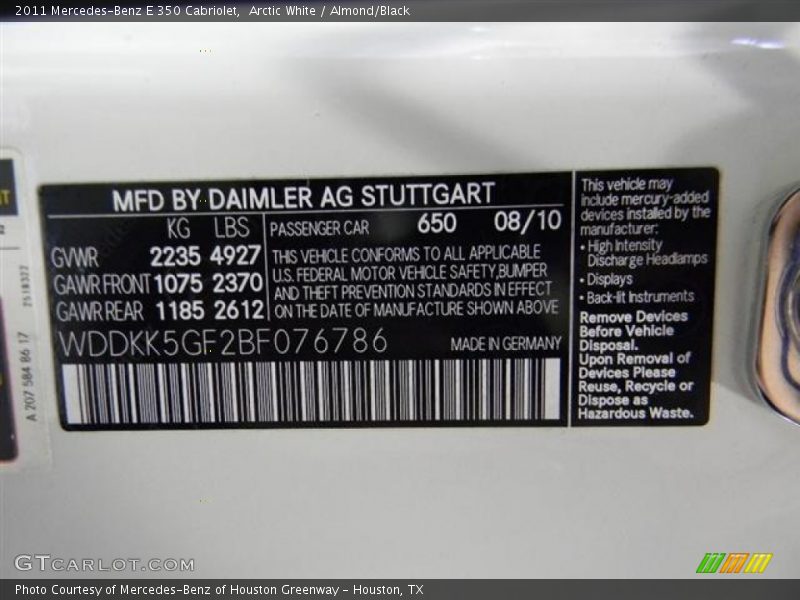 2011 Mercedes-Benz E 350 Cabriolet,  Arctic White / Almond/Black
MFD BY DAIMLER AG STUTTGART
KG LBS
GVWR 2235 4927
GAWR FRONT 1075 2370
GAWR REAR 1185 2612
PASSENGER CAR 650 08/10
THIS VEHICLE CONFORMS TO ALL APPLICABLE
U.S. FEDERAL MOTOR VEHICLE SAFETY,BUMPER
AND THEFT PREVENTION STANDARDS IN EFFECT
ON THE DATE OF MANUFACTURE SHOWN ABOVE
WDDKK5GF2BF076786 MADE IN GERMANY
This vehicle may
include mercury-added
devices installed by the
manufacturer:
• High Intensity
Discharge Headlamps
• Displays
• Back-lit Instruments
Remove Devices
Before Vehicle
Disposal.
Upon Removal of
Devices Please
Reuse, Recycle or
Dispose as
Hazardous Waste.
A 207 584 86 17
GTCARLOT.COM
Photo Courtesy of Mercedes-Benz of Houston Greenway - Houston, TX